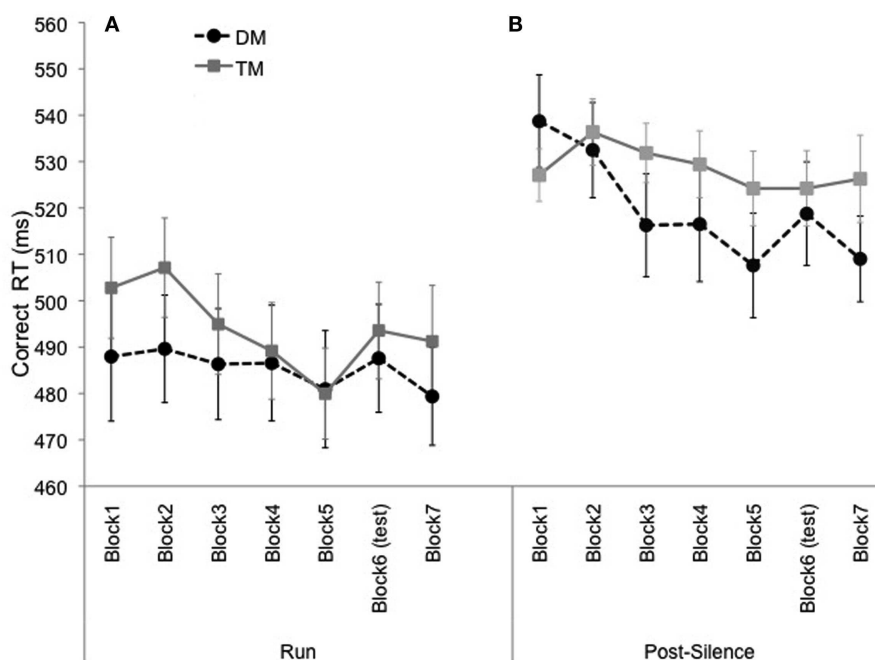 A
B
DM
TM
Correct RT (ms)
560
550
540
530
520
510
500
490
480
470
460
Block1
Block2
Block3
Block4
Block5
Block6 (test)
Block7
Block1
Block2
Block3
Block4
Block5
Block6 (test)
Block7
Run
Post-Silence